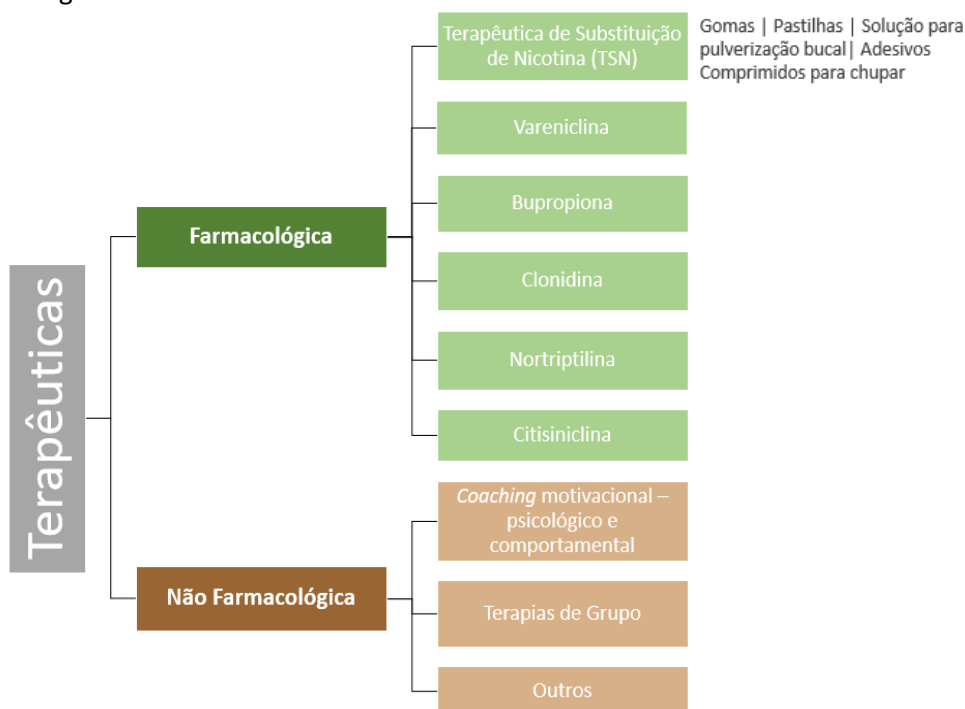 Terapêuticas
Farmacológica
Terapêutica de Substituição
de Nicotina (TSN)
Gomas | Pastilhas | Solução para
pulverização bucal| Adesivos
Comprimidos para chupar
Vareniclina
Bupropiona
Clonidina
Nortriptilina
Citisiniclina
Não Farmacológica
Coaching motivacional –
psicológico e
comportamental
Terapias de Grupo
Outros